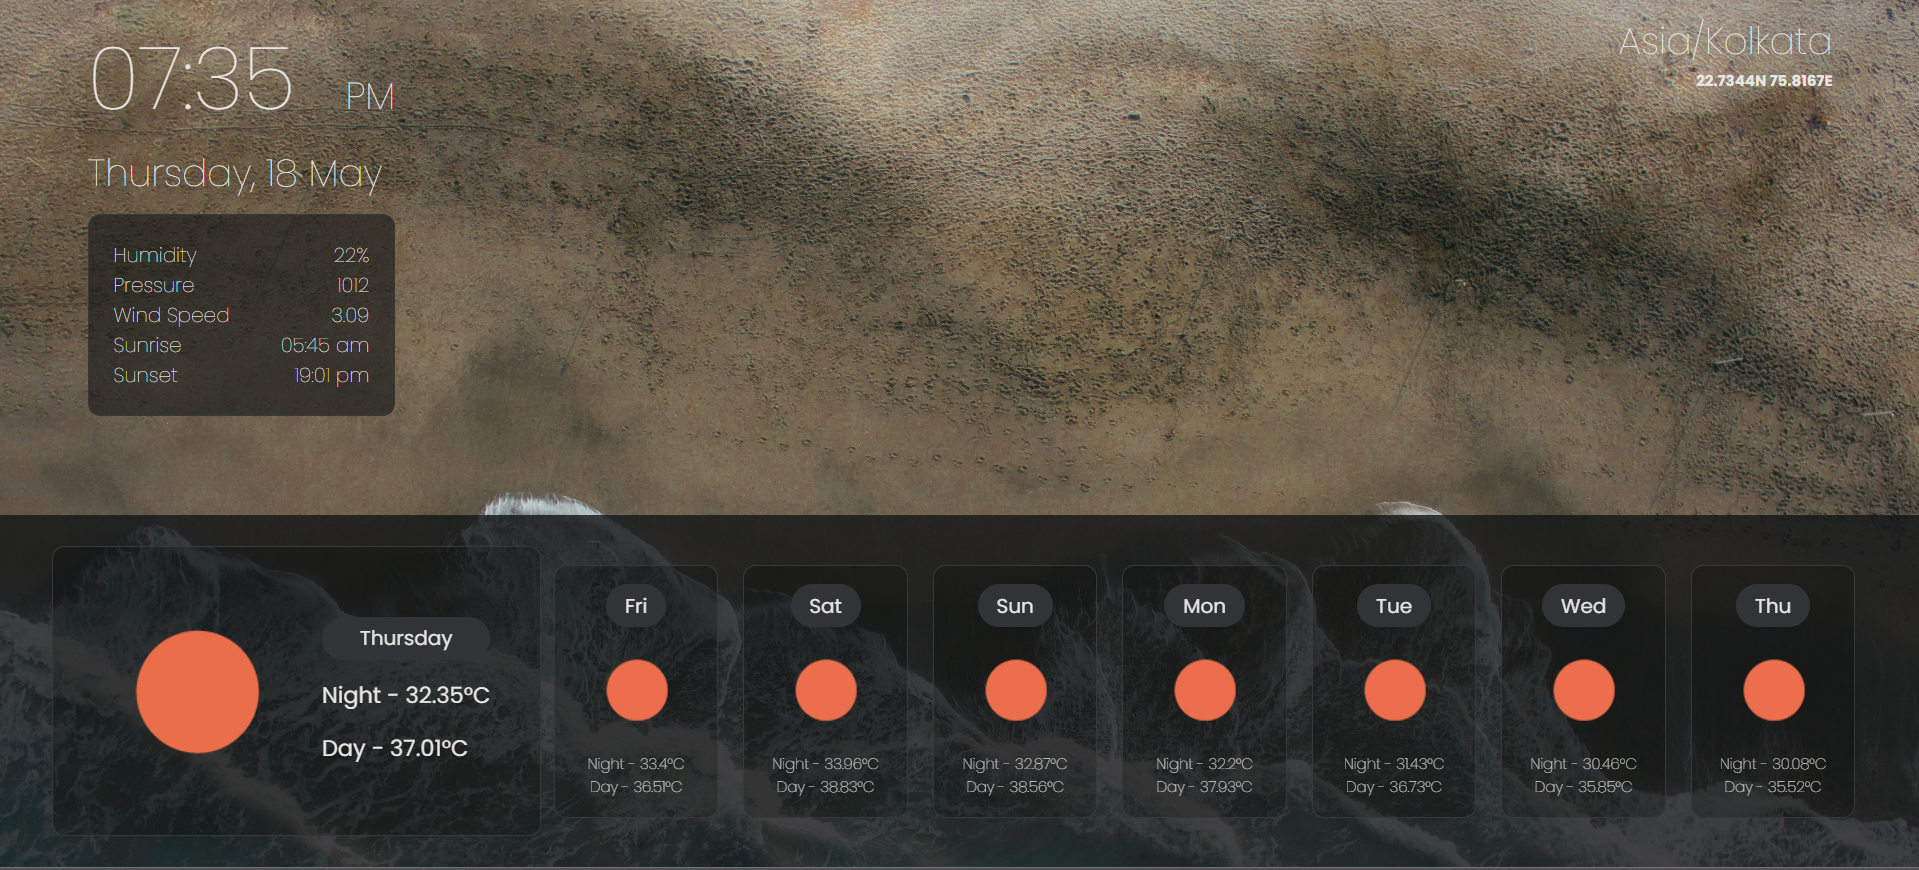 07:35 PM
Thursday, 18 May
Humidity 22%
Pressure 1012
Wind Speed 3.09
Sunrise 05:45 am
Sunset 19:01 pm
Asia/Kolkata
22.7344N 75.8167E
Thursday
Night - 32.35°C
Day - 37.01°C
Fri
Night - 33.4°C
Day - 36.51°C
Sat
Night - 33.96°C
Day - 38.83°C
Sun
Night - 32.87°C
Day - 38.56°C
Mon
Night - 32.2°C
Day - 37.93°C
Tue
Night - 31.43°C
Day - 36.73°C
Wed
Night - 30.46°C
Day - 35.85°C
Thu
Night - 30.08°C
Day - 35.52°C